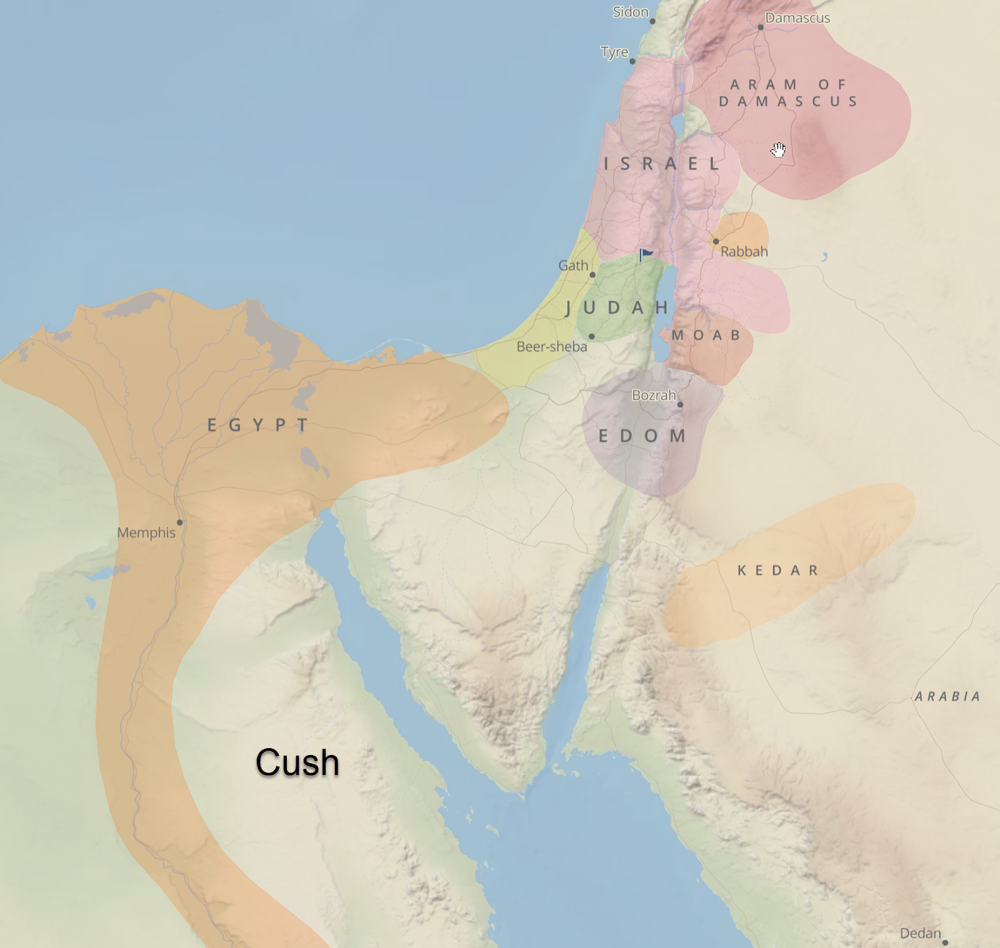 Sidon
Damascus
Tyre
ARAM OF
DAMASCUS
ISRAEL
Rabbah
Gath
JUDAH
MOAB
Beer-sheba
Bozrah
EGYPT
EDOM
Memphis
KEDAR
ARABIA
Cush
Dedan